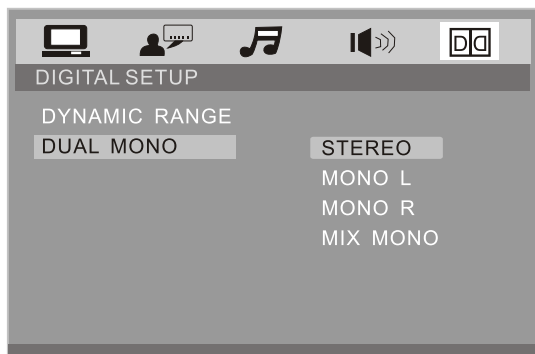 DIGITAL SETUP
DYNAMIC RANGE
DUAL MONO
STEREO
MONO L
MONO R
MIX MONO